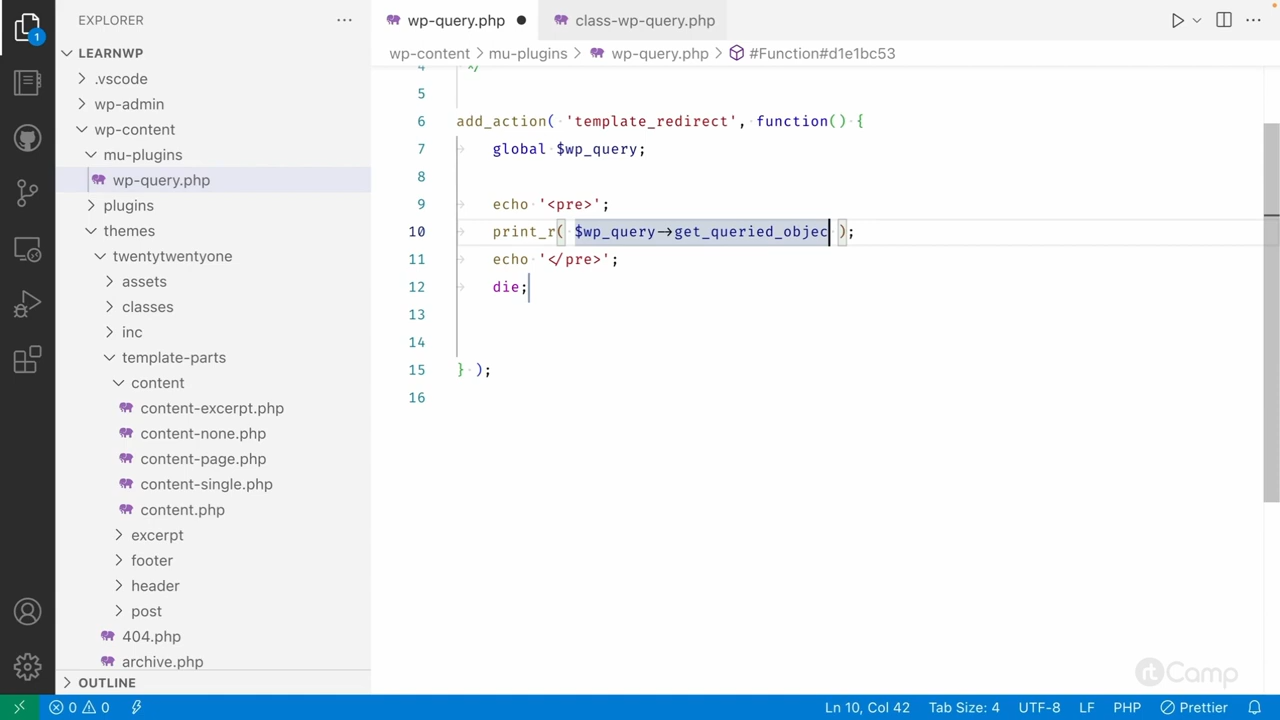 EXPLORER
LEARNWP
.vscode
wp-admin
wp-content
mu-plugins
wp-query.php
plugins
themes
twentytwentyone
assets
classes
inc
template-parts
content
content-excerpt.php
content-none.php
content-page.php
content-single.php
content.php
excerpt
footer
header
post
404.php
archive.php
OUTLINE
1
wp-query.php
class-wp-query.php
wp-content > mu-plugins > wp-query.php > #Function#d1e1bc53
4 */
5
6 add_action( 'template_redirect', function() {
7 global $wp_query;
8
9 echo '<pre>';
10 print_r( $wp_query->get_queried_objec );
11 echo '</pre>';
12 die;
13
14
15 } );
16
rtCamp
0 0 Ln 10, Col 42 Tab Size: 4 UTF-8 LF PHP Prettier